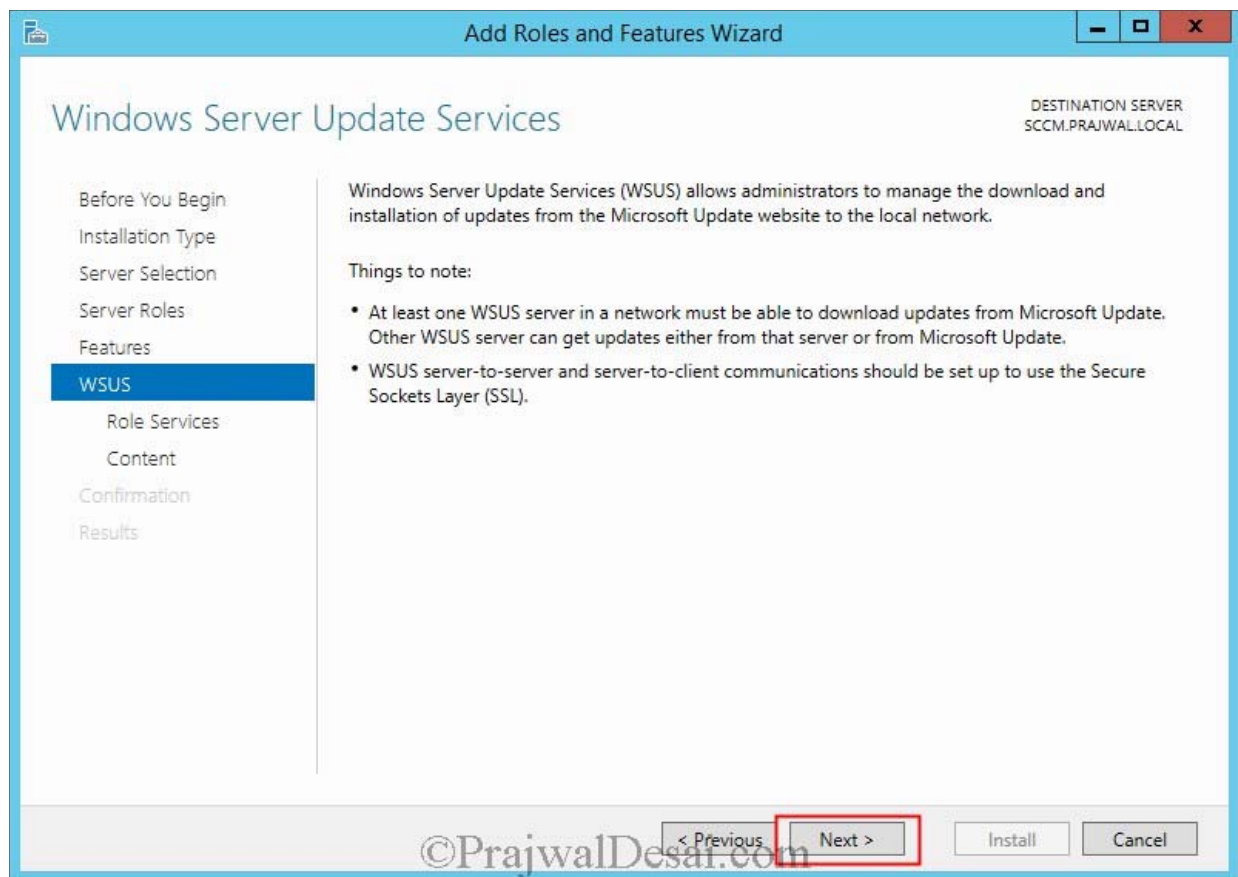 Add Roles and Features Wizard
Windows Server Update Services
DESTINATION SERVER
SCCM.PRAJWAL.LOCAL
Before You Begin
Installation Type
Server Selection
Server Roles
Features
WSUS
Role Services
Content
Confirmation
Results
Windows Server Update Services (WSUS) allows administrators to manage the download and
installation of updates from the Microsoft Update website to the local network.
Things to note:
• At least one WSUS server in a network must be able to download updates from Microsoft Update.
Other WSUS server can get updates either from that server or from Microsoft Update.
• WSUS server-to-server and server-to-client communications should be set up to use the Secure
Sockets Layer (SSL).
< Previous
Next >
Install
Cancel
©PrajwalDesai.com